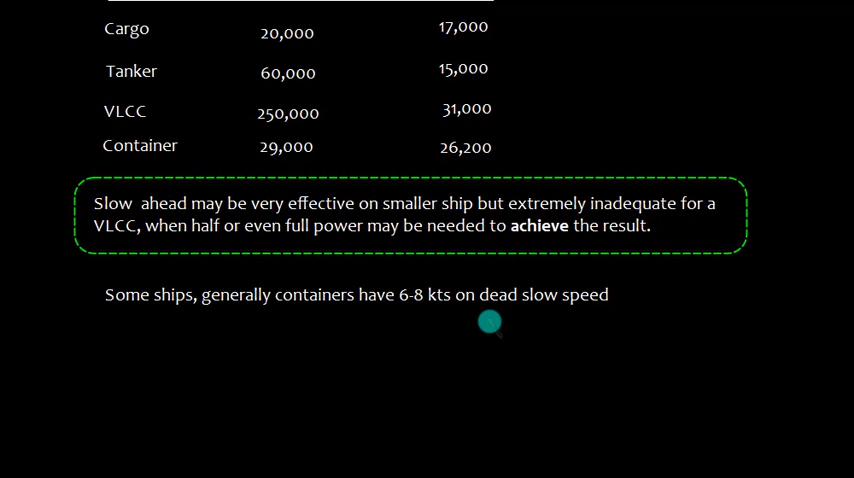 Cargo 20,000 17,000
Tanker 60,000 15,000
VLCC 250,000 31,000
Container 29,000 26,200
Slow ahead may be very effective on smaller ship but extremely inadequate for a
VLCC, when half or even full power may be needed to achieve the result.
Some ships, generally containers have 6-8 kts on dead slow speed